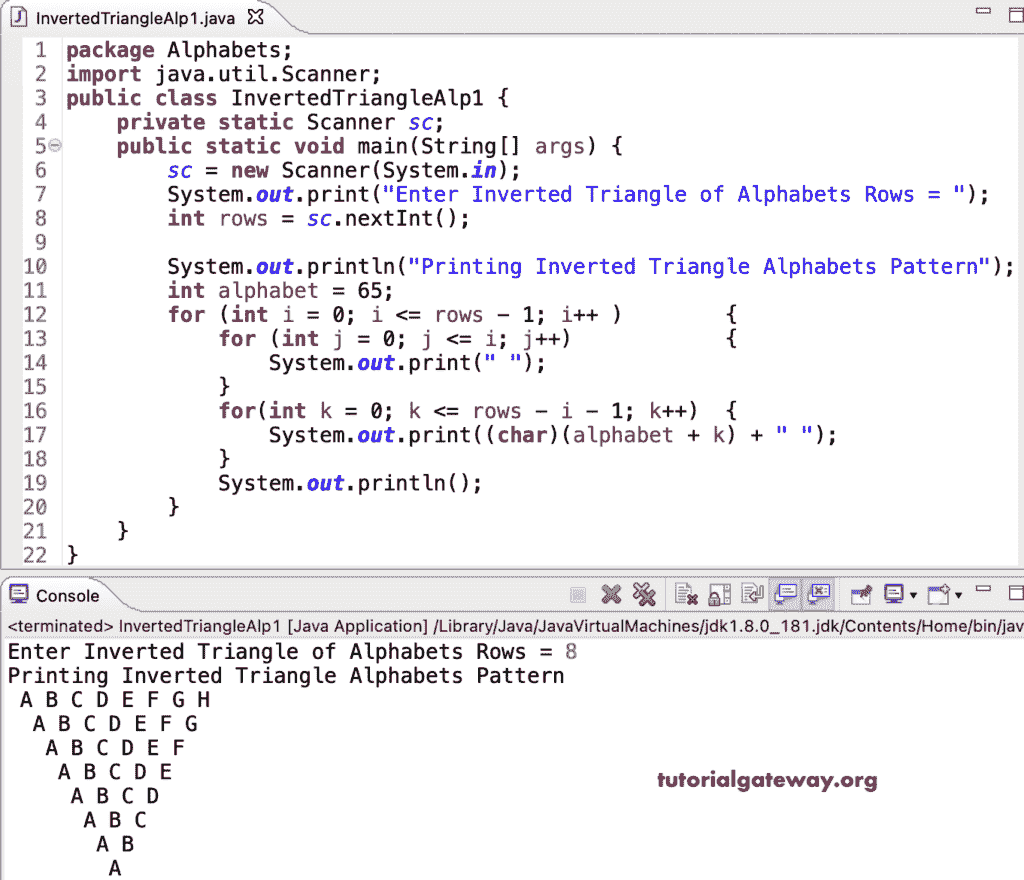 InvertedTriangleAlp1.java
1 package Alphabets;
2 import java.util.Scanner;
3 public class InvertedTriangleAlp1 {
4     private static Scanner sc;
5     public static void main(String[] args) {
6         sc = new Scanner(System.in);
7         System.out.print("Enter Inverted Triangle of Alphabets Rows = ");
8         int rows = sc.nextInt();
9
10         System.out.println("Printing Inverted Triangle Alphabets Pattern");
11         int alphabet = 65;
12         for (int i = 0; i <= rows - 1; i++ )        {
13             for (int j = 0; j <= i; j++)            {
14                 System.out.print(" ");
15             }
16             for(int k = 0; k <= rows - i - 1; k++)  {
17                 System.out.print((char)(alphabet + k) + " ");
18             }
19             System.out.println();
20         }
21     }
22 }
Console
<terminated> InvertedTriangleAlp1 [Java Application] /Library/Java/JavaVirtualMachines/jdk1.8.0_181.jdk/Contents/Home/bin/jav
Enter Inverted Triangle of Alphabets Rows = 8
Printing Inverted Triangle Alphabets Pattern
 A B C D E F G H
  A B C D E F G
   A B C D E F
    A B C D E
     A B C D
      A B C
       A B
        A
tutorialgateway.org